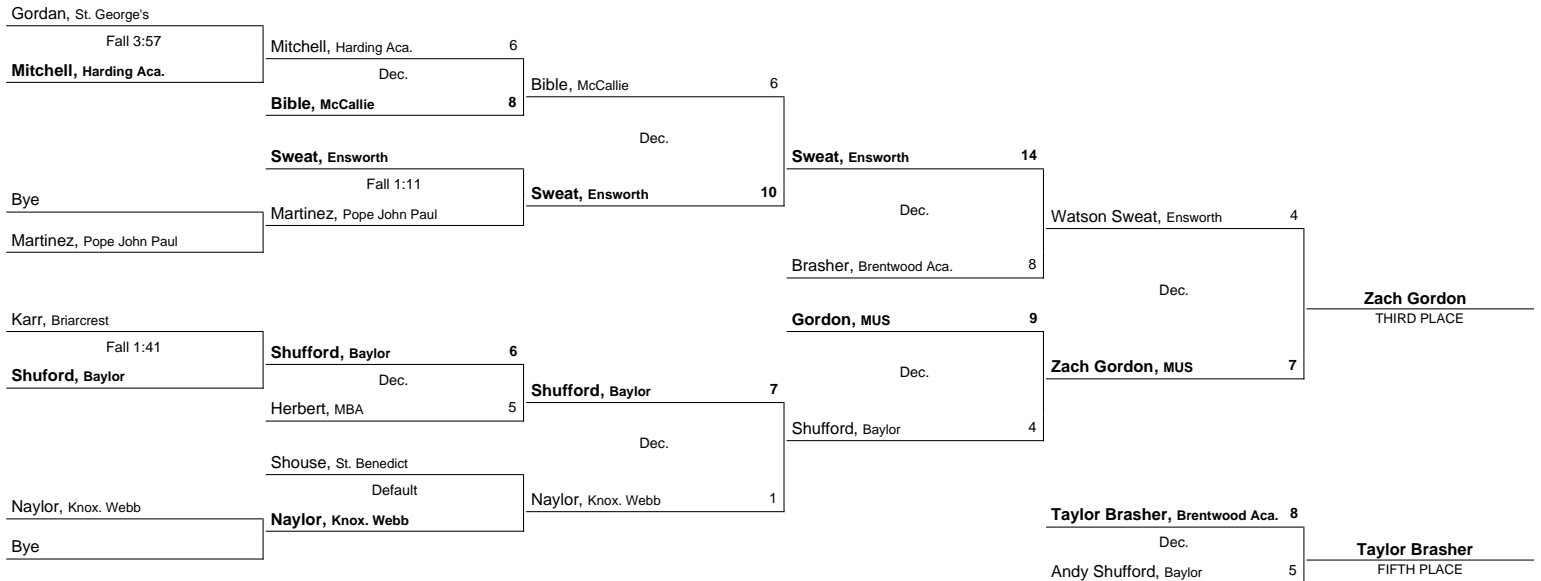 Gordan, St. George's
Fall 3:57
Mitchell, Harding Aca.
Bye
Martinez, Pope John Paul
Karr, Briarcrest
Fall 1:41
Shuford, Baylor
Naylor, Knox. Webb
Bye
Mitchell, Harding Aca. 6
Dec.
Bible, McCallie 8
Sweat, Ensworth
Fall 1:11
Martinez, Pope John Paul
Shufford, Baylor 6
Dec.
Herbert, MBA 5
Shouse, St. Benedict
Default
Naylor, Knox. Webb
Bible, McCallie 6
Dec.
Sweat, Ensworth 10
Shufford, Baylor 7
Dec.
Naylor, Knox. Webb 1
Sweat, Ensworth 14
Dec.
Brasher, Brentwood Aca. 8
Gordon, MUS 9
Dec.
Shufford, Baylor 4
Watson Sweat, Ensworth 4
Dec.
Zach Gordon, MUS 7
Zach Gordon
THIRD PLACE
Taylor Brasher, Brentwood Aca. 8
Dec.
Andy Shufford, Baylor 5
Taylor Brasher
FIFTH PLACE